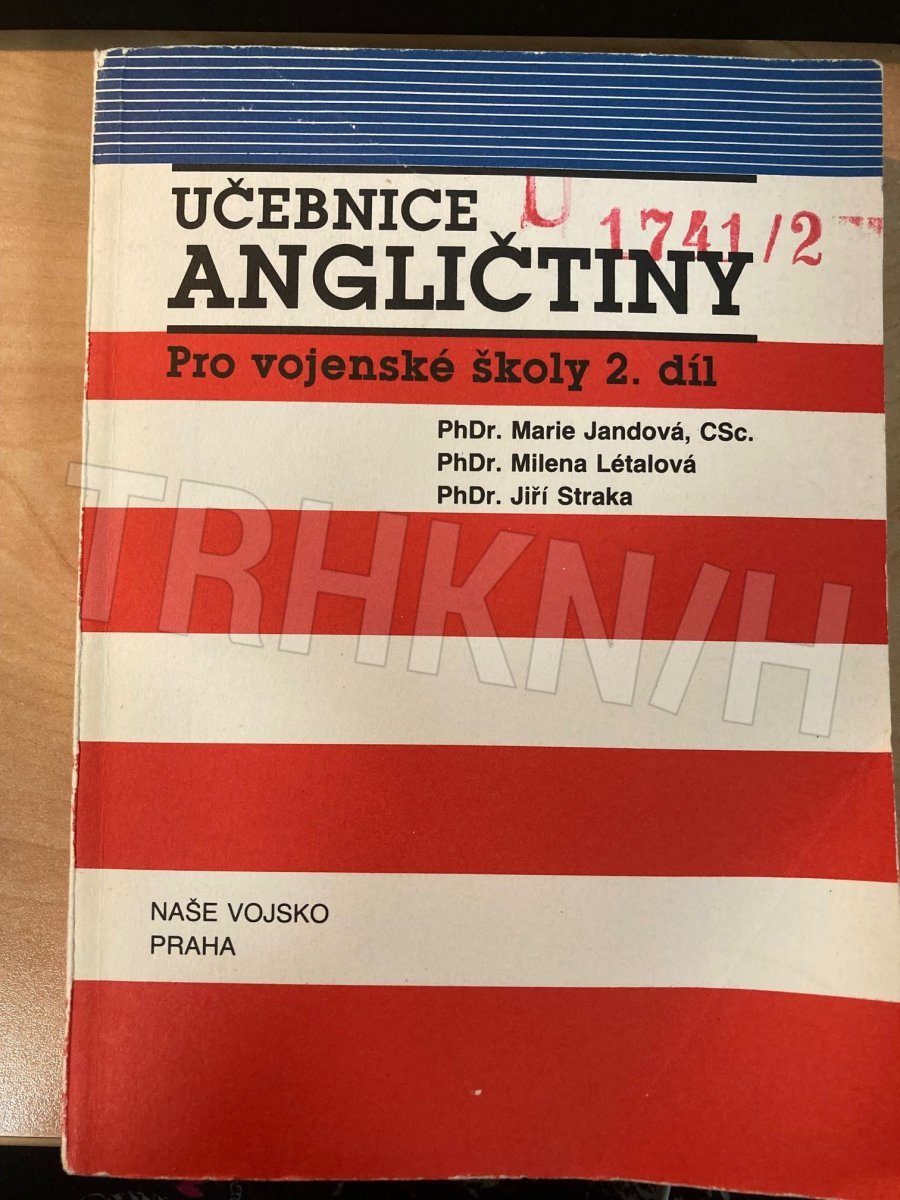 U 1741/2
UČEBNICE
ANGLIČTINY
Pro vojenské školy 2. díl
PhDr. Marie Jandová, CSc.
PhDr. Milena Létalová
PhDr. Jiří Straka
TRHKN/H
NAŠE VOJSKO
PRAHA